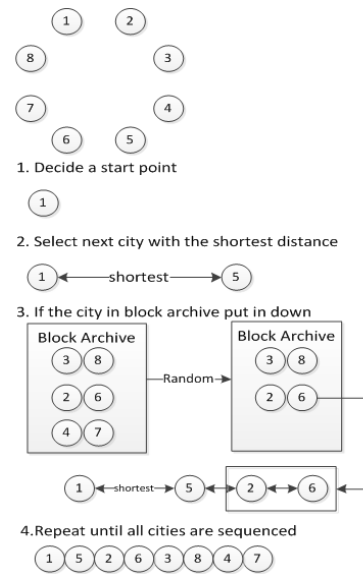 1 2
8 3
7 4
6 5
1. Decide a start point
1
2. Select next city with the shortest distance
1 shortest 5
3. If the city in block archive put in down
Block Archive Block Archive
3 8 3 8
Random
2 6 2 6
4 7
1 shortest 5 2 6
4.Repeat until all cities are sequenced
1 5 2 6 3 8 4 7